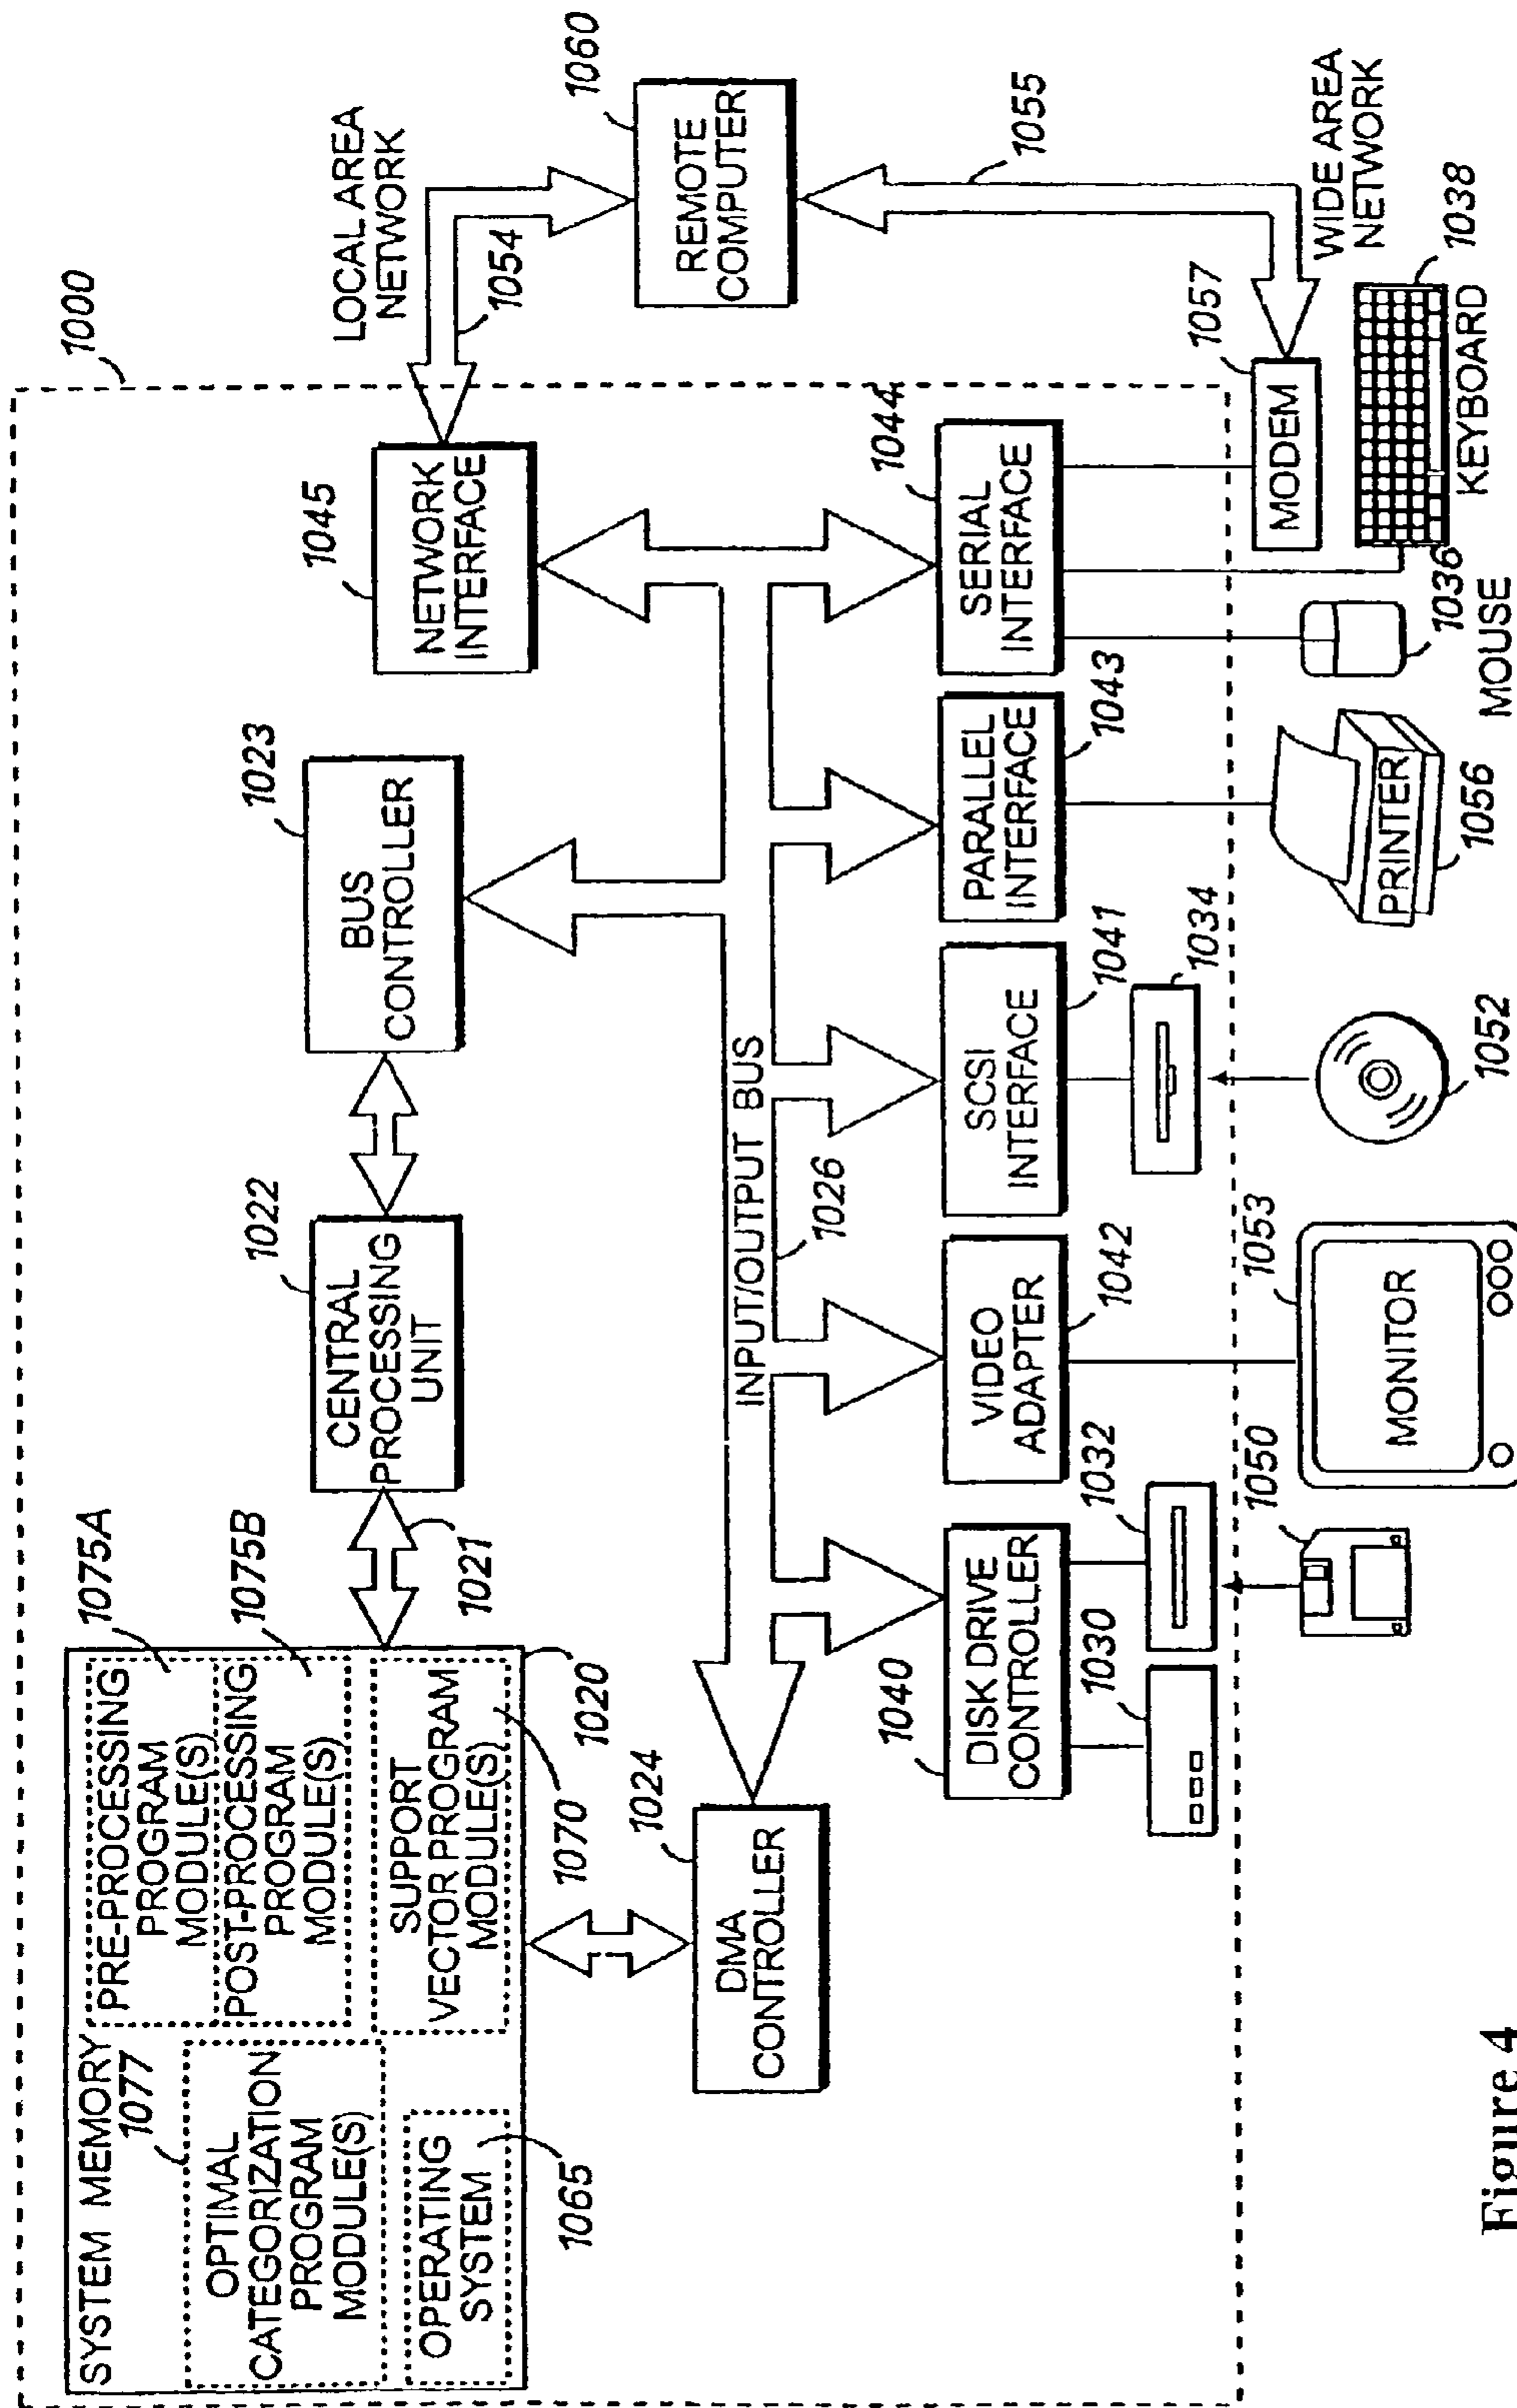 1000
SYSTEM MEMORY
1077
OPTIMAL
CATEGORIZATION
PROGRAM
MODULE(S)
OPERATING
SYSTEM
1065
PRE-PROCESSING
PROGRAM
MODULE(S)
1075A
POST-PROCESSING
PROGRAM
MODULE(S)
1075B
SUPPORT
VECTOR PROGRAM
MODULE(S)
1070
1020
1021
CENTRAL
PROCESSING
UNIT
1022
BUS
CONTROLLER
1023
1045
NETWORK
INTERFACE
LOCAL AREA
NETWORK
1054
1060
REMOTE
COMPUTER
1055
WIDE AREA
NETWORK
DMA
CONTROLLER
1024
INPUT/OUTPUT BUS
1026
1040
DISK DRIVE
CONTROLLER
1030
1032
VIDEO
ADAPTER
1042
SCSI
INTERFACE
1041
1034
PARALLEL
INTERFACE
1043
SERIAL
INTERFACE
1044
1050
MONITOR
1053
1052
PRINTER
1056
MOUSE
1036
MODEM
1057
KEYBOARD
1038
Figure 4